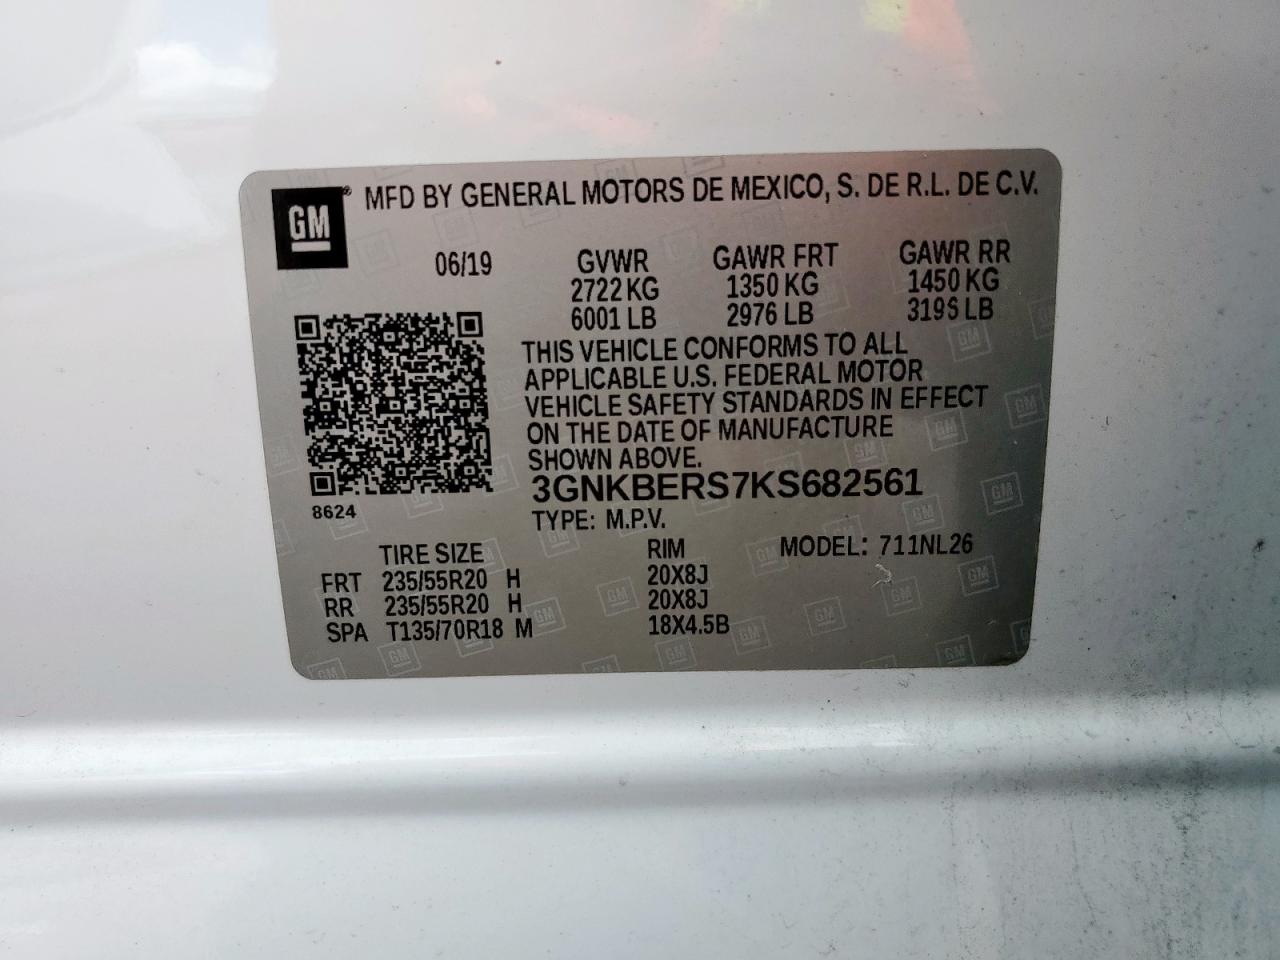 GM® MFD BY GENERAL MOTORS DE MEXICO, S. DE R.L. DE C.V.
06/19 GVWR GAWR FRT GAWR RR
2722 KG 1350 KG 1450 KG
6001 LB 2976 LB 3196 LB
THIS VEHICLE CONFORMS TO ALL
APPLICABLE U.S. FEDERAL MOTOR
VEHICLE SAFETY STANDARDS IN EFFECT
ON THE DATE OF MANUFACTURE
SHOWN ABOVE.
3GNKBERS7KS682561
8624
TYPE: M.P.V.
TIRE SIZE RIM MODEL: 711NL26
FRT 235/55R20 H 20X8J
RR 235/55R20 H 20X8J
SPA T135/70R18 M 18X4.5B